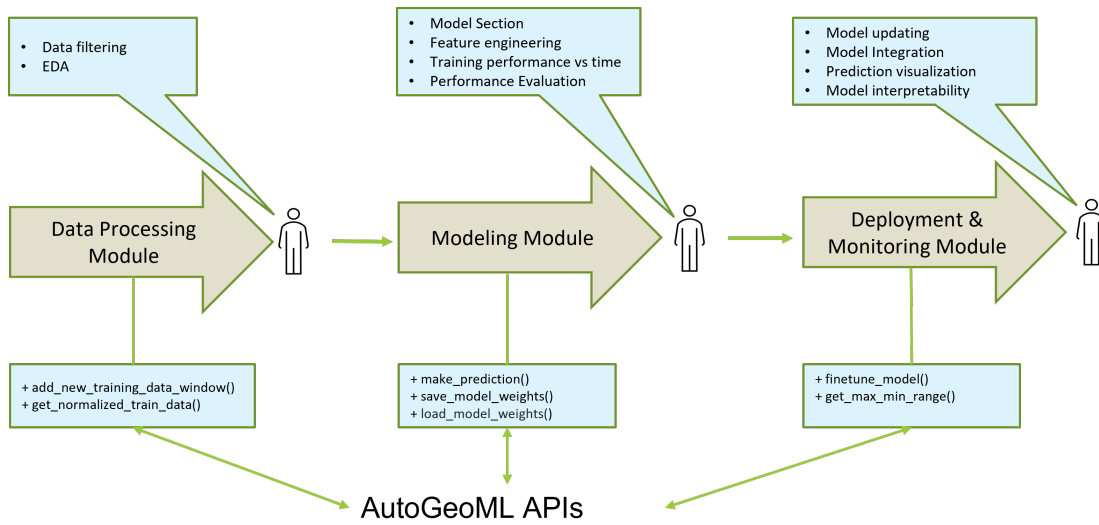 • Data filtering
• EDA
• Model Section
• Feature engineering
• Training performance vs time
• Performance Evaluation
• Model updating
• Model Integration
• Prediction visualization
• Model interpretability
Data Processing
Module
Modeling Module
Deployment &
Monitoring Module
+ add_new_training_data_window()
+ get_normalized_train_data()
+ make_prediction()
+ save_model_weights()
+ load_model_weights()
+ finetune_model()
+ get_max_min_range()
AutoGeoML APIs